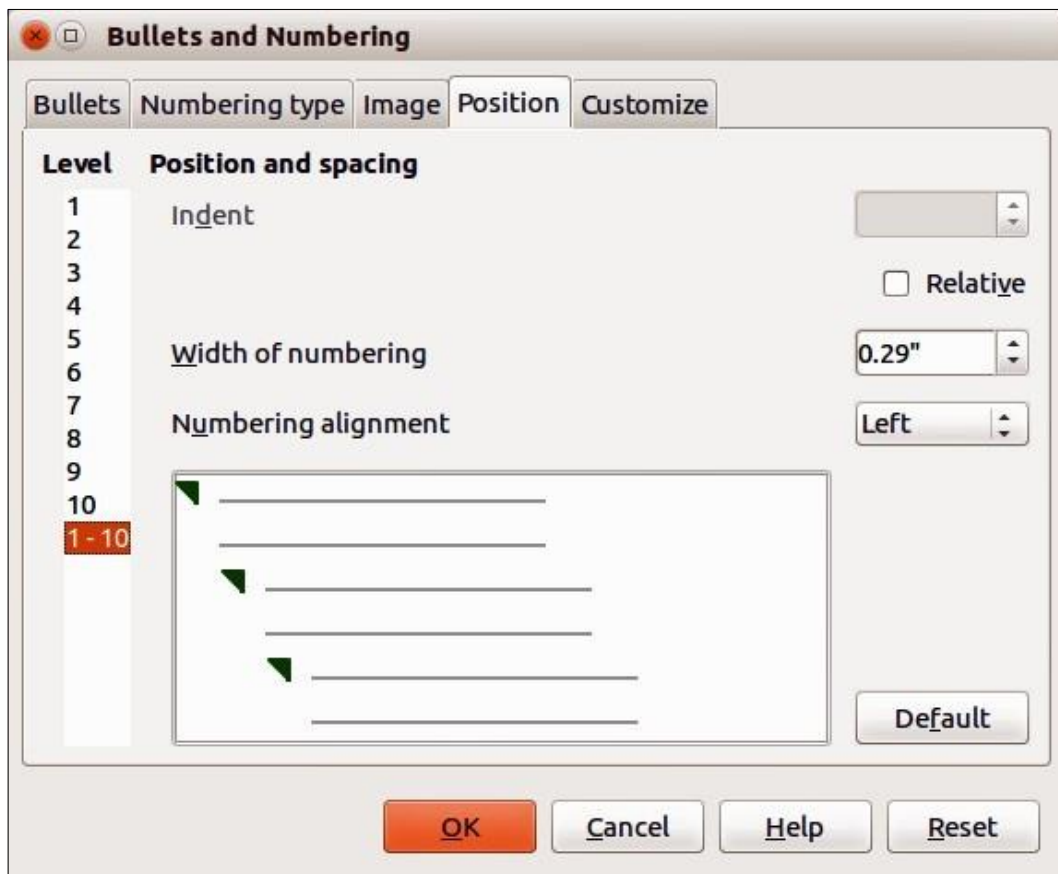 Bullets and Numbering
Bullets Numbering type Image Position Customize
Level Position and spacing
1
Indent
2
3
Relative
4
5
Width of numbering 0.29"
6
7
Numbering alignment Left
8
9
10
1 - 10
Default
OK Cancel Help Reset